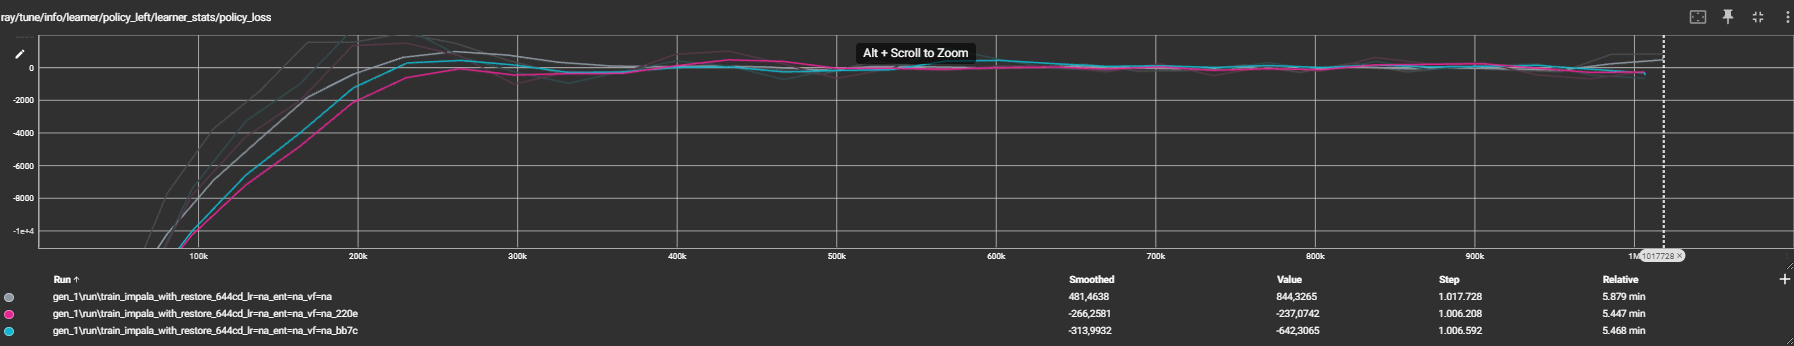 ray/tune/info/learner/policy_left/learner_stats/policy_loss
Alt + Scroll to Zoom
0
-2000
-4000
-6000
-8000
-1e+4
100k 200k 300k 400k 500k 600k 700k 800k 900k 1M 1017728 ×
Run ↑ Smoothed Value Step Relative
gen_1\run\train_impala_with_restore_644cd_lr=na_ent=na_vf=na 481,4638 844,3265 1.017.728 5.879 min
gen_1\run\train_impala_with_restore_644cd_lr=na_ent=na_vf=na_220e -266,2581 -237,0742 1.006.208 5.447 min
gen_1\run\train_impala_with_restore_644cd_lr=na_ent=na_vf=na_bb7c -313,9932 -642,3065 1.006.592 5.468 min